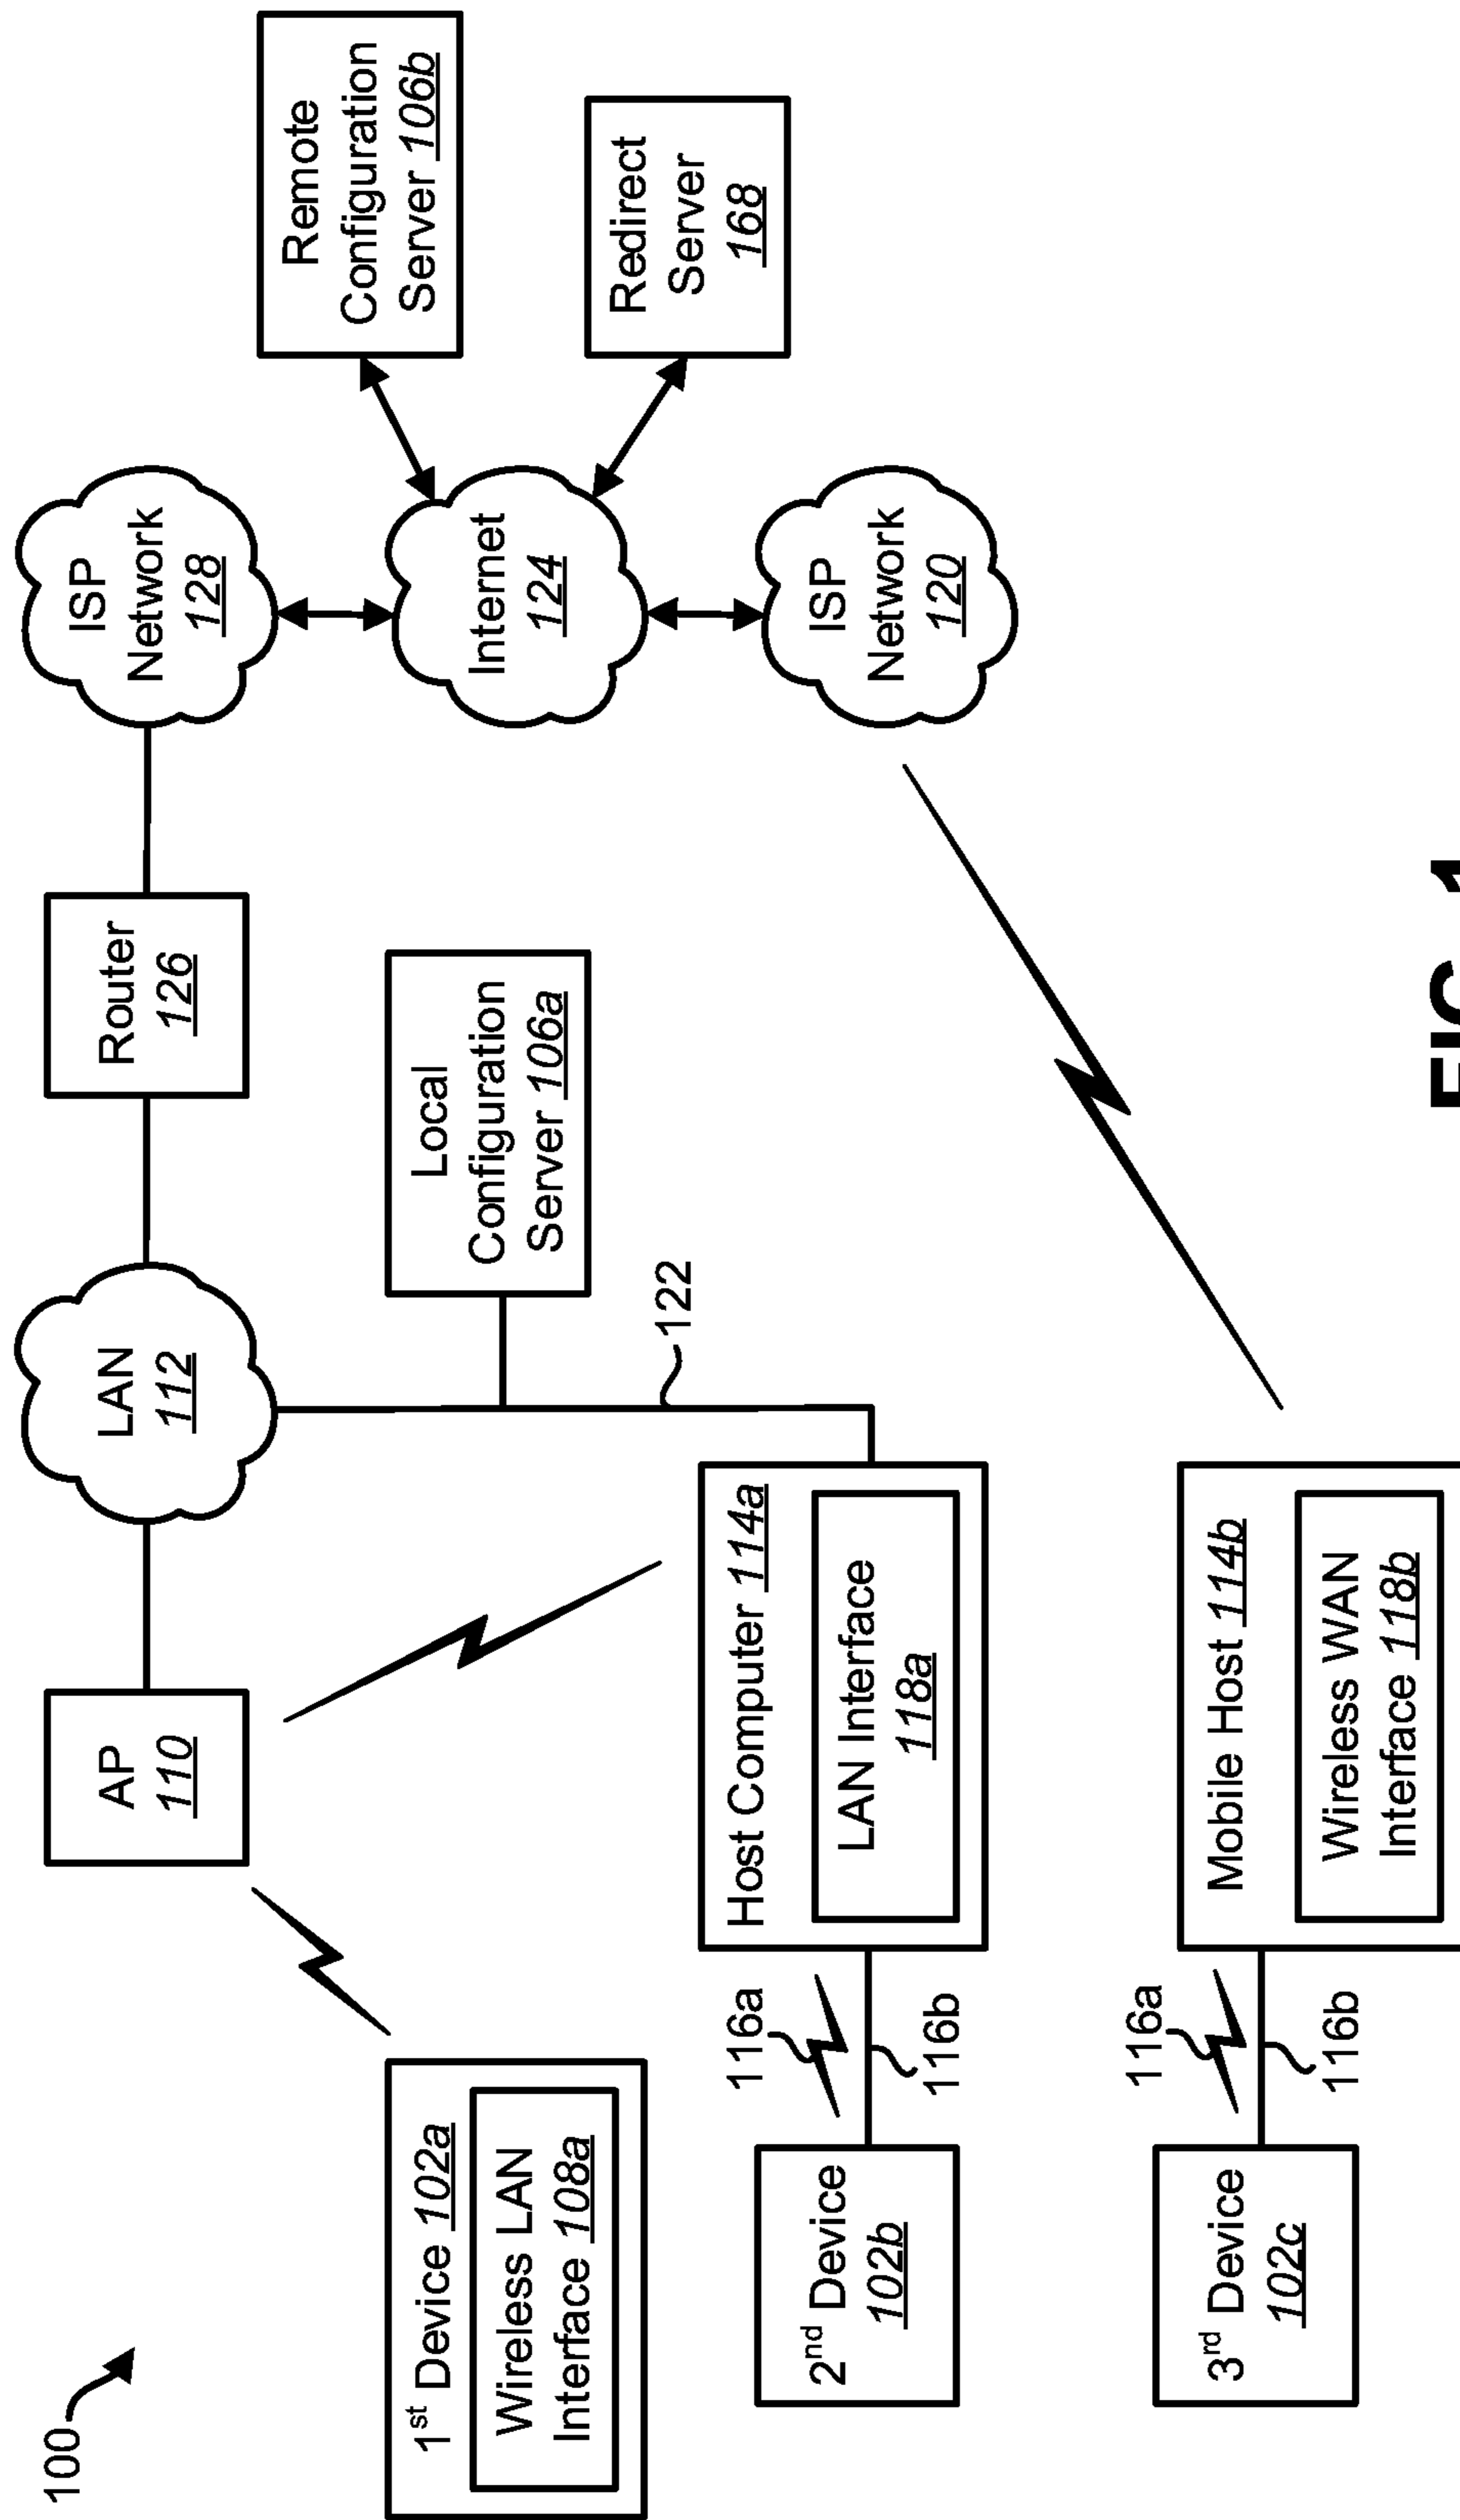 100
1st Device 102a
Wireless LAN
Interface 108a
AP
110
LAN
112
Router
126
ISP
Network
128
Local
Configuration
Server 106a
122
Internet
124
Remote
Configuration
Server 106b
Redirect
Server
168
ISP
Network
120
2nd Device
102b
116a
116b
Host Computer 114a
LAN Interface
118a
3rd Device
102c
116a
116b
Mobile Host 114b
Wireless WAN
Interface 118b